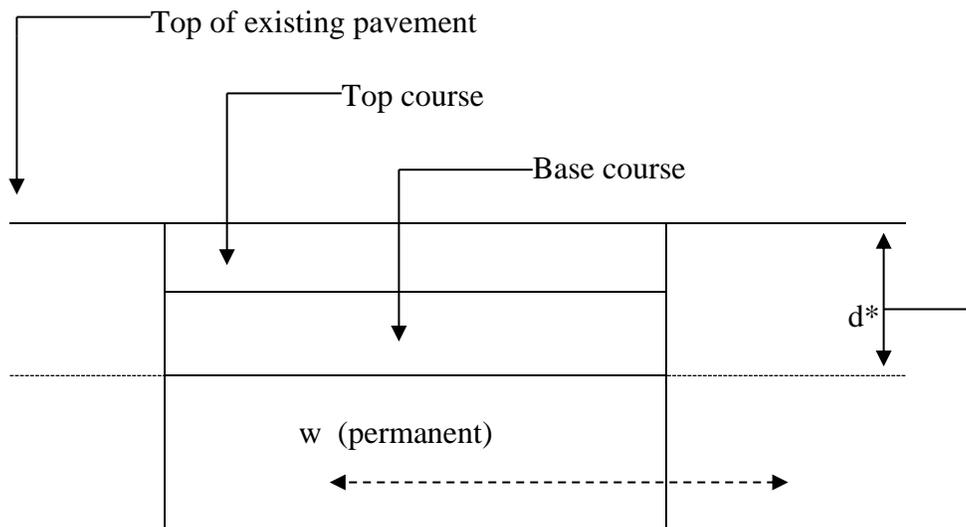 Top of existing pavement
Top course
Base course
d*
w (permanent)